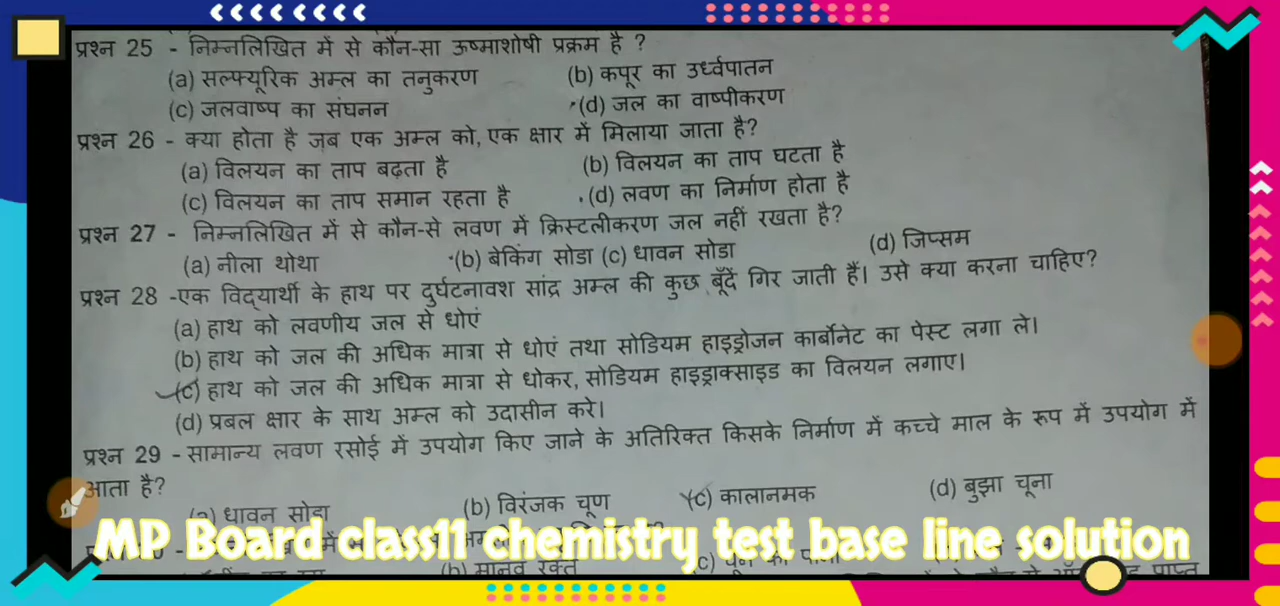 प्रश्न 25 - निम्नलिखित में से कौन-सा ऊष्माशोषी प्रक्रम है ?
(a) सल्फ्यूरिक अम्ल का तनुकरण (b) कपूर का उर्ध्वपातन
(c) जलवाष्प का संघनन (d) जल का वाष्पीकरण
प्रश्न 26 - क्या होता है जब एक अम्ल को, एक क्षार में मिलाया जाता है?
(a) विलयन का ताप बढ़ता है (b) विलयन का ताप घटता है
(c) विलयन का ताप समान रहता है (d) लवण का निर्माण होता है
प्रश्न 27 - निम्नलिखित में से कौन-से लवण में क्रिस्टलीकरण जल नहीं रखता है?
(a) नीला थोथा (b) बेकिंग सोडा (c) धावन सोडा (d) जिप्सम
प्रश्न 28 -एक विद्यार्थी के हाथ पर दुर्घटनावश सांद्र अम्ल की कुछ बूँदें गिर जाती हैं। उसे क्या करना चाहिए?
(a) हाथ को लवणीय जल से धोएं
(b) हाथ को जल की अधिक मात्रा से धोएं तथा सोडियम हाइड्रोजन कार्बोनेट का पेस्ट लगा ले।
(c) हाथ को जल की अधिक मात्रा से धोकर, सोडियम हाइड्राक्साइड का विलयन लगाए।
(d) प्रबल क्षार के साथ अम्ल को उदासीन करे।
प्रश्न 29 - सामान्य लवण रसोई में उपयोग किए जाने के अतिरिक्त किसके निर्माण में कच्चे माल के रूप में उपयोग में
आता है?
(a) धावन सोडा (b) विरंजक चूण (c) कालानमक (d) बुझा चूना
MP Board class11 chemistry test base line solution
(b) मानव रक्त